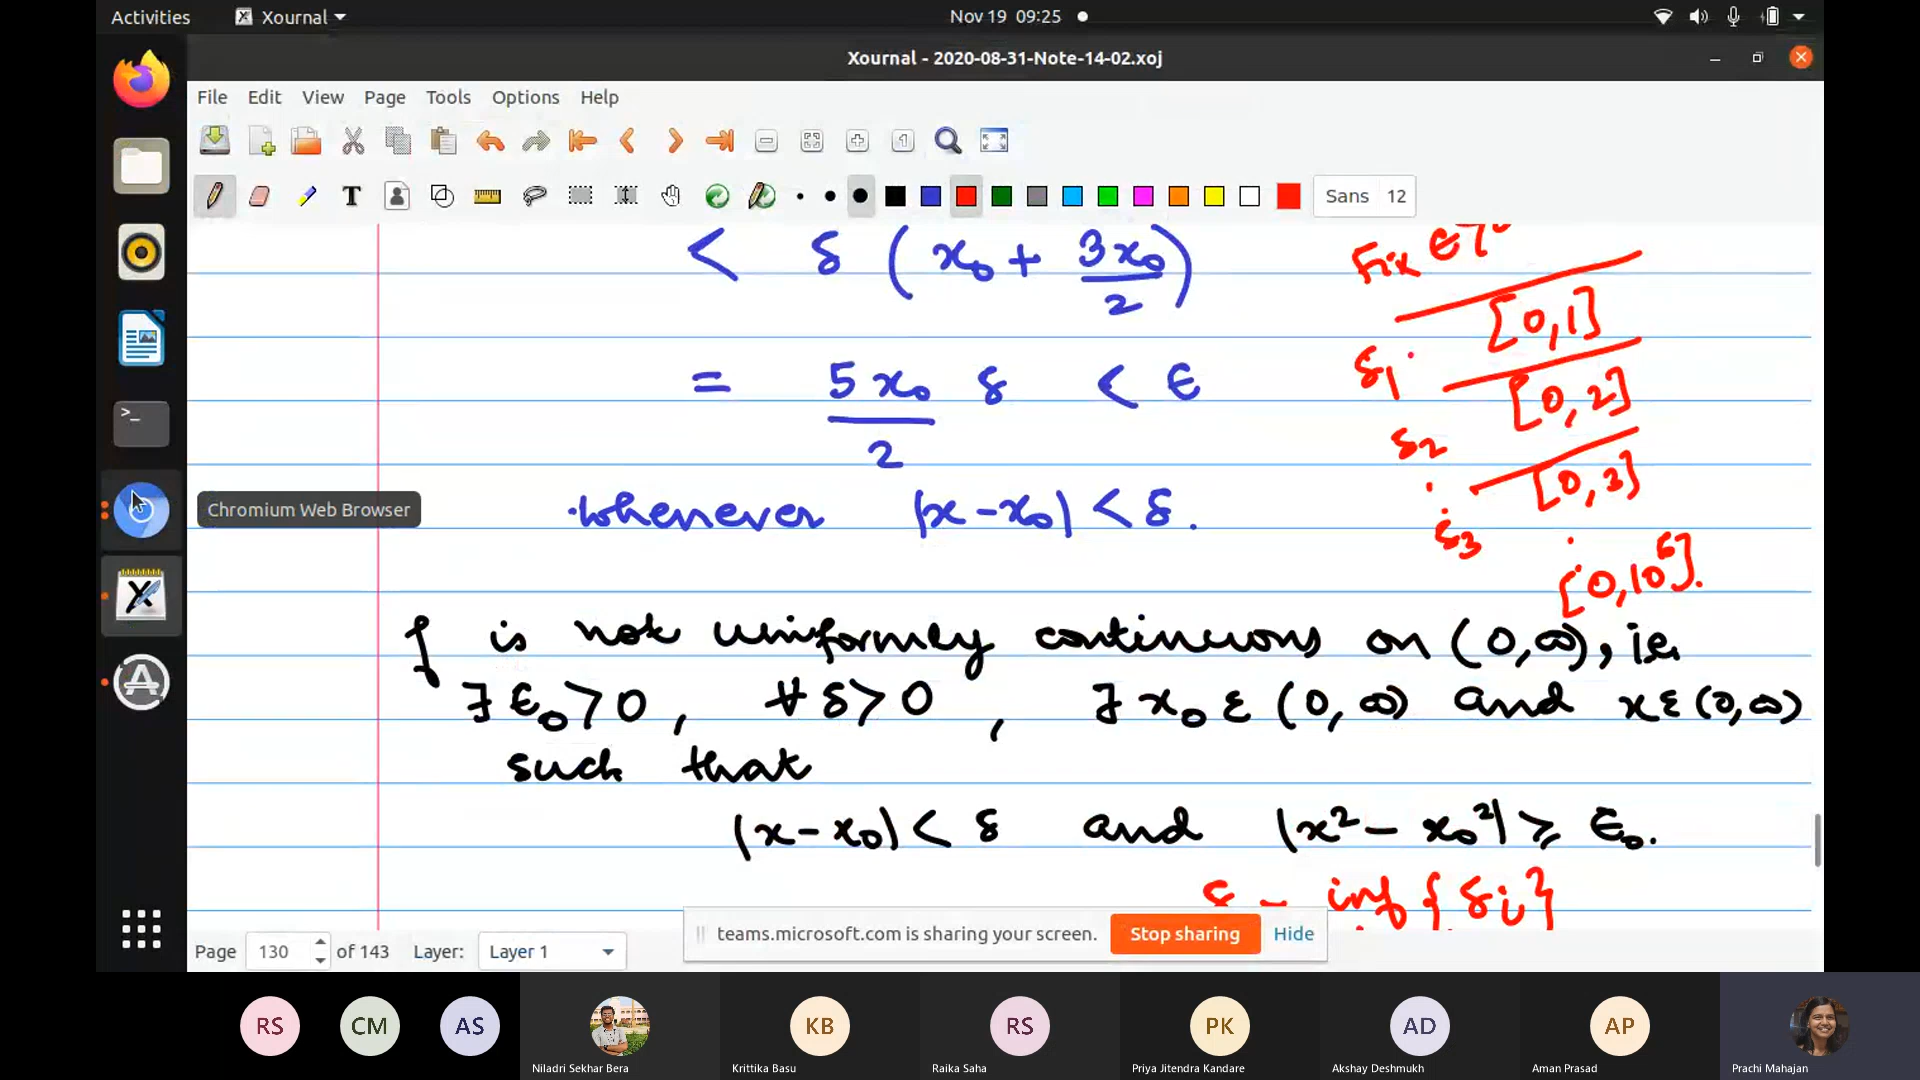 Activities Xournal Nov 19 09:25
Xournal - 2020-08-31-Note-14-02.xoj
File Edit View Page Tools Options Help
T Sans 12
< δ (x₀ + 3x₀/2)
= 5x₀/2 δ < ε
whenever |x-x₀| < δ.
Fix ε>0
[0,1]
δ₁ [0,2]
δ₂ [0,3]
δ₃
[0,10⁶].
Chromium Web Browser
f is not uniformly continuous on (0,∞), i.e.
∃ ε₀>0, ∀ δ>0, ∃ x₀ ε (0,∞) and x ε (0,∞)
such that
|x-x₀| < δ and |x²-x₀²| ≥ ε₀.
δ = inf {δᵢ}
teams.microsoft.com is sharing your screen. Stop sharing Hide
Page 130 of 143 Layer: Layer 1
RS CM AS KB RS PK AD AP
Niladri Sekhar Bera Krittika Basu Raika Saha Priya Jitendra Kandare Akshay Deshmukh Aman Prasad Prachi Mahajan